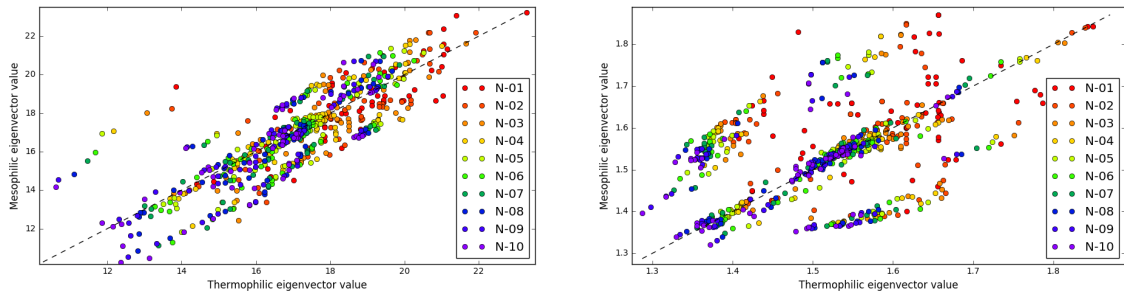 22
20
18
16
14
12
Mesophilic eigenvector value
N-01
N-02
N-03
N-04
N-05
N-06
N-07
N-08
N-09
N-10
12 14 16 18 20 22
Thermophilic eigenvector value
1.8
1.7
1.6
1.5
1.4
1.3
Mesophilic eigenvector value
N-01
N-02
N-03
N-04
N-05
N-06
N-07
N-08
N-09
N-10
1.3 1.4 1.5 1.6 1.7 1.8
Thermophilic eigenvector value